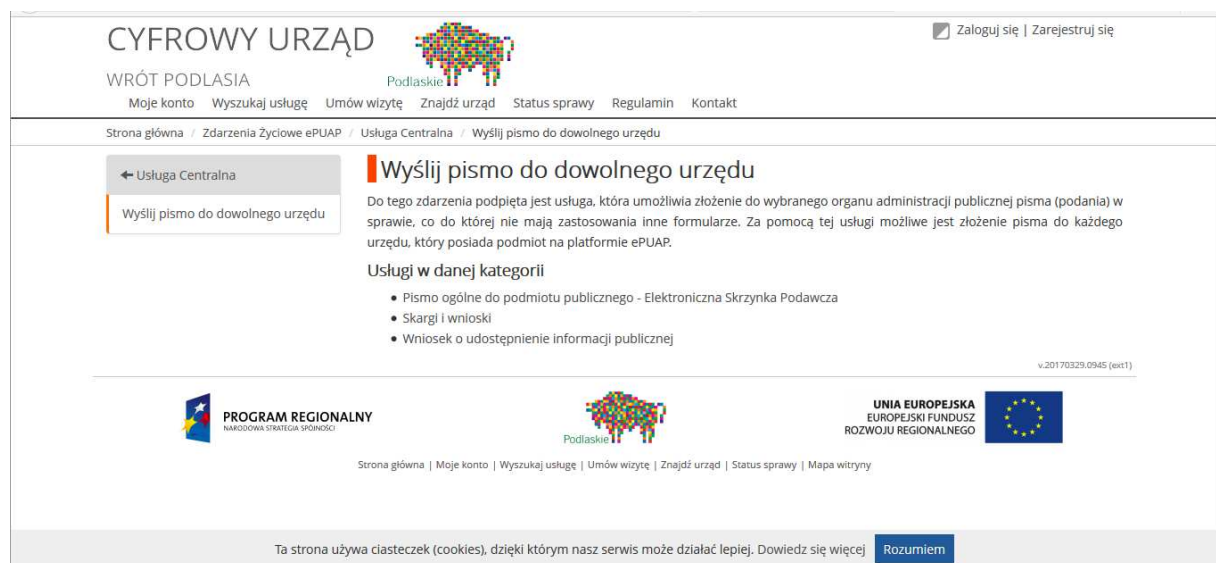 CYFROWY URZĄD
WRÓT PODLASIA
Podlaskie
Zaloguj się | Zarejestruj się
Moje konto Wyszukaj usługę Umów wizytę Znajdź urząd Status sprawy Regulamin Kontakt
Strona główna / Zdarzenia Życiowe ePUAP / Usługa Centralna / Wyślij pismo do dowolnego urzędu
Usługa Centralna
Wyślij pismo do dowolnego urzędu
Wyślij pismo do dowolnego urzędu
Do tego zdarzenia podpięta jest usługa, która umożliwia złożenie do wybranego organu administracji publicznej pisma (podania) w
sprawie, co do której nie mają zastosowania inne formularze. Za pomocą tej usługi możliwe jest złożenie pisma do każdego
urzędu, który posiada podmiot na platformie ePUAP.
Usługi w danej kategorii
Pismo ogólne do podmiotu publicznego - Elektroniczna Skrzynka Podawcza
Skargi i wnioski
Wniosek o udostępnienie informacji publicznej
v.20170329.0945 (ext1)
PROGRAM REGIONALNY
NARODOWA STRATEGIA SPÓJNOŚCI
Podlaskie
UNIA EUROPEJSKA
EUROPEJSKI FUNDUSZ
ROZWOJU REGIONALNEGO
Strona główna | Moje konto | Wyszukaj usługę | Umów wizytę | Znajdź urząd | Status sprawy | Mapa witryny
Ta strona używa ciasteczek (cookies), dzięki którym nasz serwis może działać lepiej. Dowiedz się więcej Rozumiem